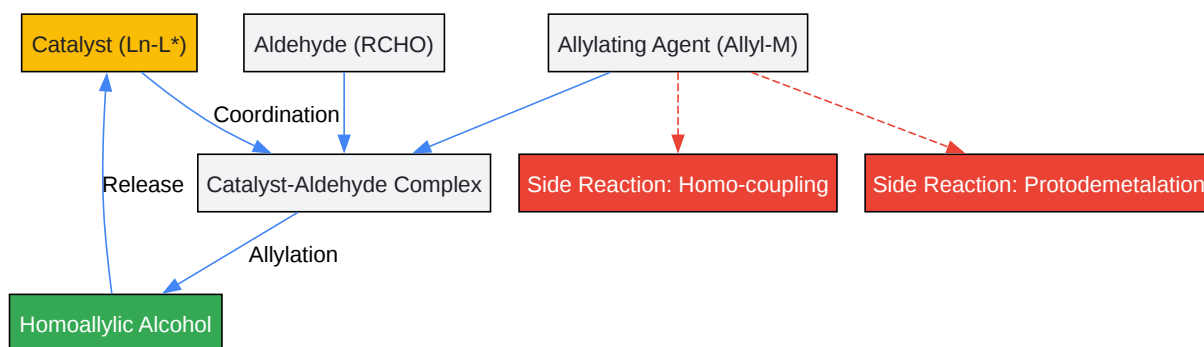 Catalyst (Ln-L*)
Aldehyde (RCHO)
Allylating Agent (Allyl-M)
Coordination
Catalyst-Aldehyde Complex
Side Reaction: Homo-coupling
Side Reaction: Protodemetalation
Release
Allylation
Homoallylic Alcohol